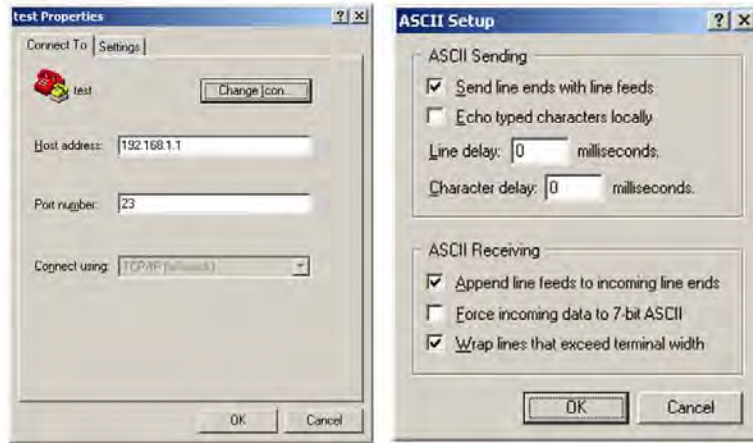 test Properties
Connect To
Settings
test
Change Icon...
Host address:
192.168.1.1
Port number:
23
Connect using:
TCP/IP (Winsock)
OK
Cancel
ASCII Setup
ASCII Sending
Send line ends with line feeds
Echo typed characters locally
Line delay: 0 milliseconds.
Character delay: 0 milliseconds.
ASCII Receiving
Append line feeds to incoming line ends
Force incoming data to 7-bit ASCII
Wrap lines that exceed terminal width
OK
Cancel